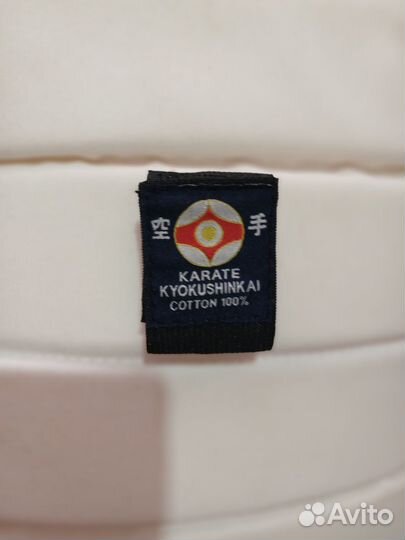 空 手
KARATE
KYOKUSHINKAI
COTTON 100%
Avito